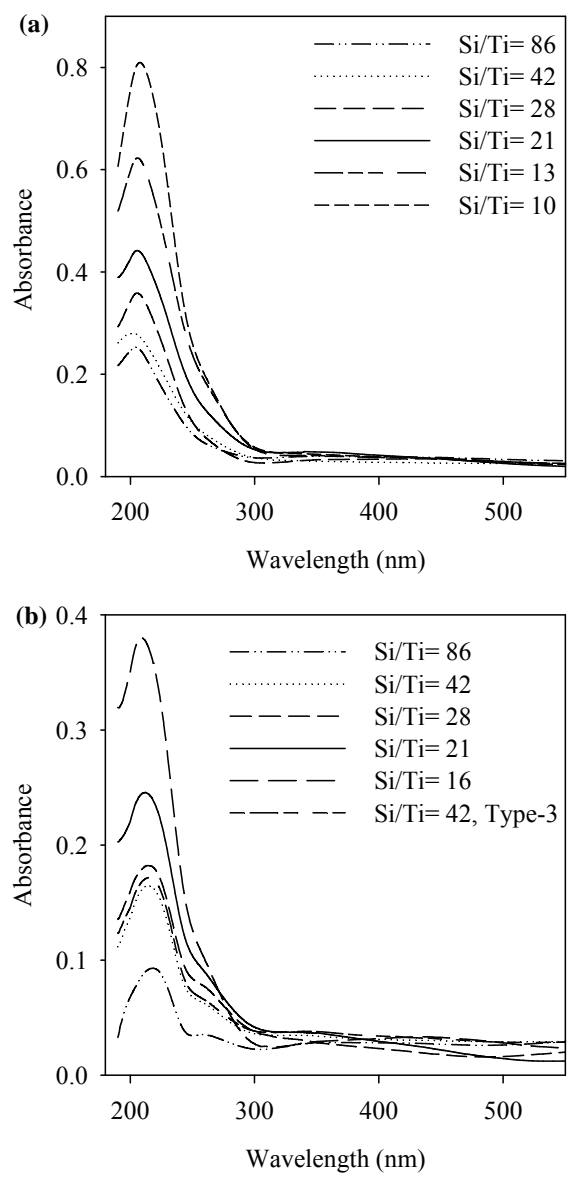 (a)
Si/Ti= 86
Si/Ti= 42
Si/Ti= 28
Si/Ti= 21
Si/Ti= 13
Si/Ti= 10
0.8
0.6
0.4
0.2
0.0
Absorbance
200 300 400 500
Wavelength (nm)
(b)
Si/Ti= 86
Si/Ti= 42
Si/Ti= 28
Si/Ti= 21
Si/Ti= 16
Si/Ti= 42, Type-3
0.4
0.3
0.2
0.1
0.0
Absorbance
200 300 400 500
Wavelength (nm)